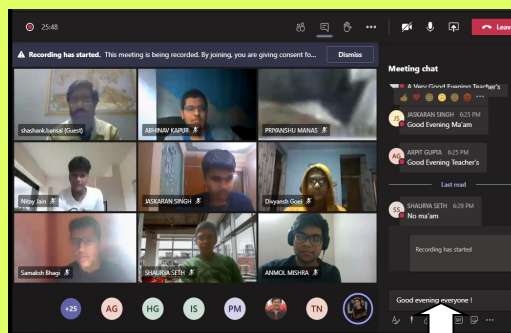 25:48
Leave
Recording has started. This meeting is being recorded. By joining, you are giving consent fo... Dismiss
Meeting chat
A Very Good Evening Teacher's
JS JASKARAN SINGH 6:25 PM
Good Evening Ma'am
AG ARPIT GUPTA 6:25 PM
Good Evening Teacher's
Last read
SS SHAURYA SETH 6:29 PM
No ma'am
Recording has started
Good evening everyone !
shashank.bansal (Guest)
ABHINAV KAPUR
PRIYANSHU MANAS
Nitay Jain
JASKARAN SINGH
Divyansh Goel
Samaksh Bhagi
SHAURYA SETH
ANMOL MISHRA
+25
AG
HG
IS
PM
TN